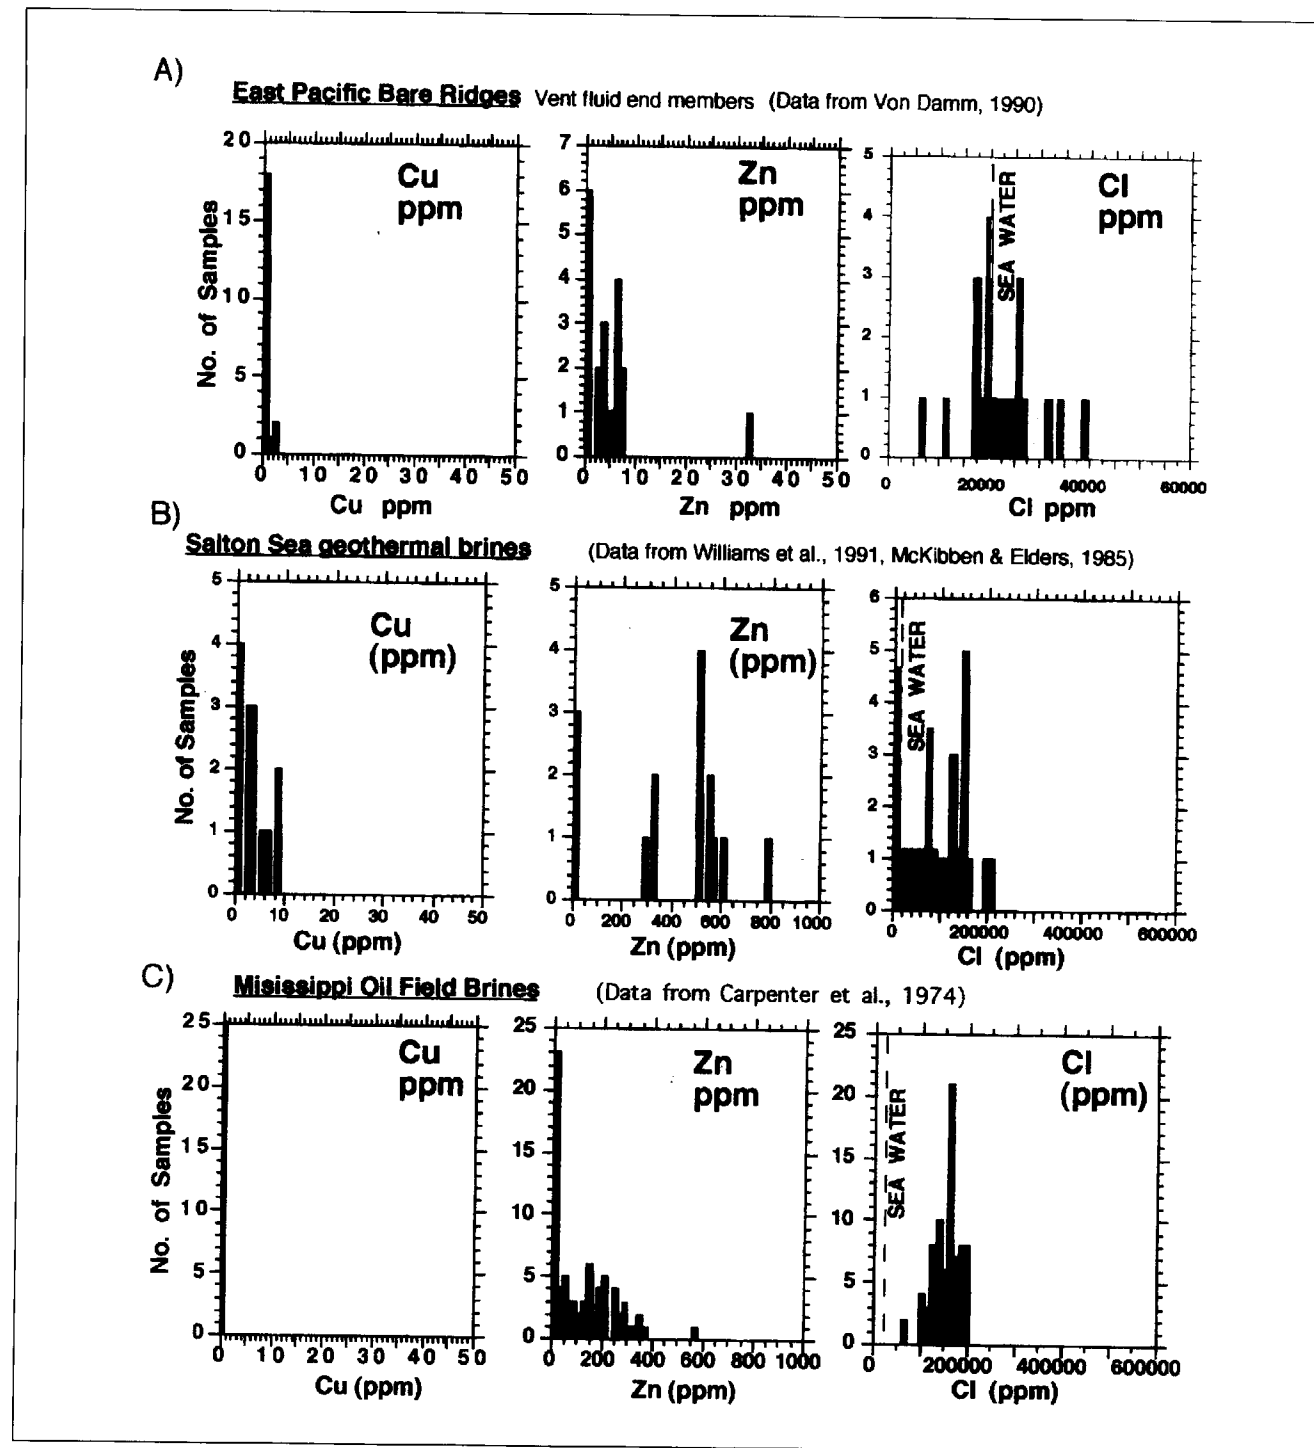 A)
East Pacific Bare Ridges Vent fluid end members (Data from Von Damm, 1990)
20
15
10
5
0
No. of Samples
Cu
ppm
0 10 20 30 40 50
Cu ppm
7
6
5
4
3
2
1
0
Zn
ppm
0 10 20 30 40 50
Zn ppm
5
4
3
2
1
0
SEA WATER
Cl
ppm
0 20000 40000 60000
Cl ppm
B)
Salton Sea geothermal brines (Data from Williams et al., 1991, McKibben & Elders, 1985)
5
4
3
2
1
0
No. of Samples
Cu
(ppm)
0 10 20 30 40 50
Cu (ppm)
5
4
3
2
1
0
Zn
(ppm)
0 200 400 600 800 1000
Zn (ppm)
6
5
4
3
2
1
0
SEA WATER
0 200000 400000 600000
Cl (ppm)
C)
Misissippi Oil Field Brines (Data from Carpenter et al., 1974)
25
20
15
10
5
0
No. of Samples
Cu
ppm
0 10 20 30 40 50
Cu (ppm)
25
20
15
10
5
0
Zn
ppm
0 200 400 600 800 1000
Zn (ppm)
25
20
15
10
5
0
SEA WATER
Cl
(ppm)
0 200000 400000 600000
Cl (ppm)